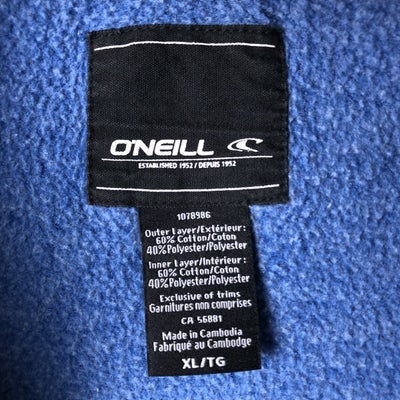 O'NEILL
ESTABLISHED 1952 / DEPUIS 1952
1078986
Outer Layer/Extérieur :
60% Cotton/Coton
40% Polyester/Polyester
Inner Layer/Intérieur :
60% Cotton/Coton
40% Polyester/Polyester
Exclusive of trims
Garnitures non comprises
CA 56881
Made in Cambodia
Fabriqué au Cambodge
XL/TG